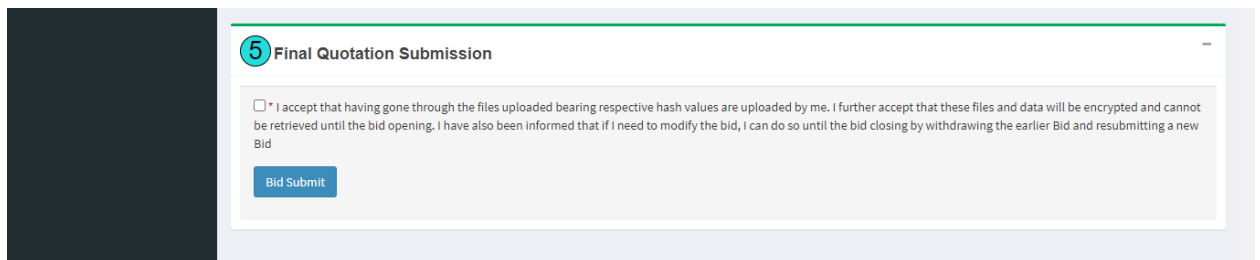 5 Final Quotation Submission
* I accept that having gone through the files uploaded bearing respective hash values are uploaded by me. I further accept that these files and data will be encrypted and cannot
be retrieved until the bid opening. I have also been informed that if I need to modify the bid, I can do so until the bid closing by withdrawing the earlier Bid and resubmitting a new
Bid
Bid Submit